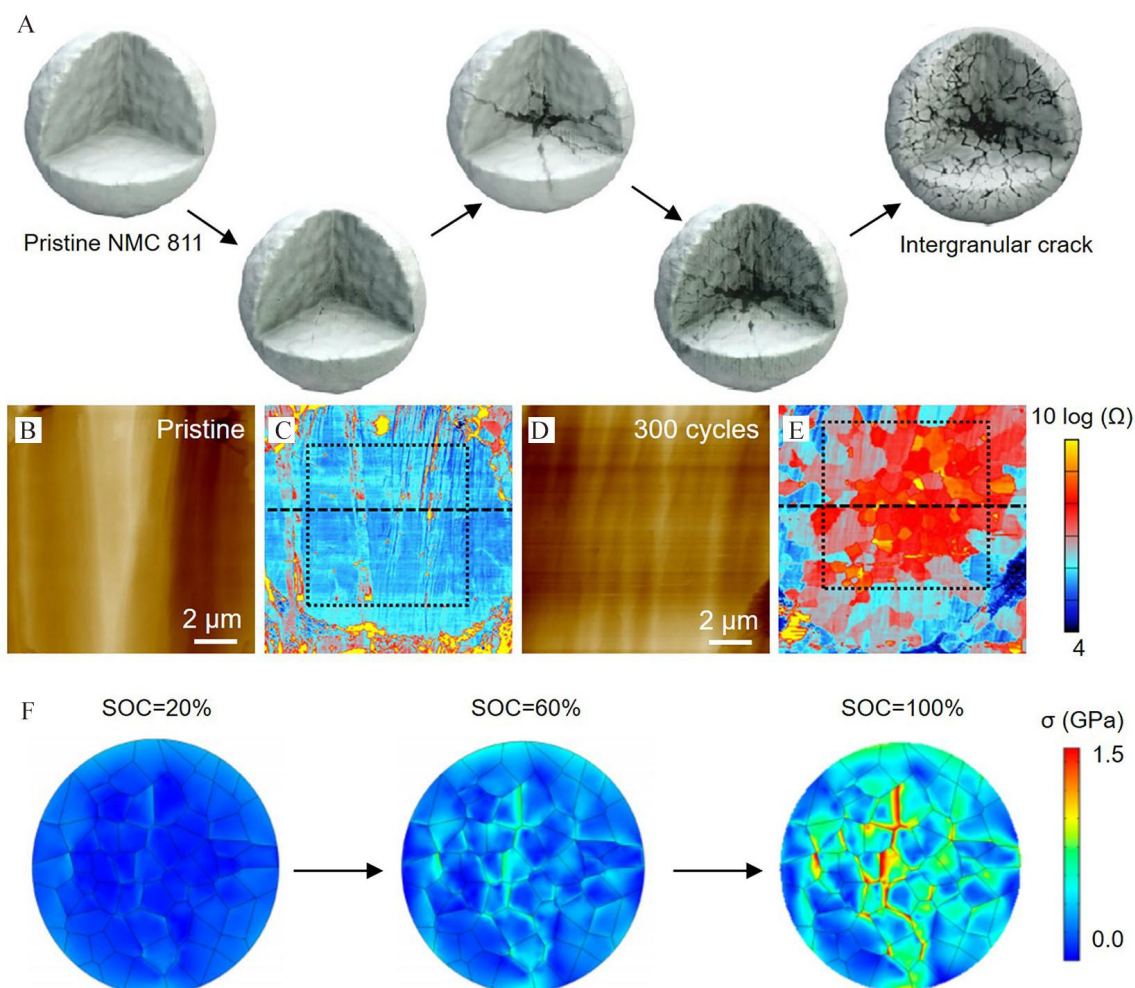 A
Pristine NMC 811
Intergranular crack
B
Pristine
2 μm
C
D
300 cycles
2 μm
E
10 log (Ω)
4
F
SOC=20%
SOC=60%
SOC=100%
σ (GPa)
1.5
0.0